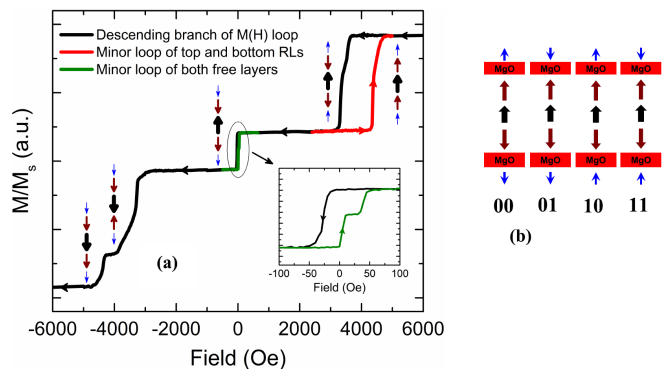 Descending branch of M(H) loop
Minor loop of top and bottom RLs
Minor loop of both free layers
M/Ms (a.u.)
(a)
-100 -50 0 50 100
Field (Oe)
-6000 -4000 -2000 0 2000 4000 6000
Field (Oe)
MgO MgO MgO MgO
MgO MgO MgO MgO
00 01 10 11
(b)